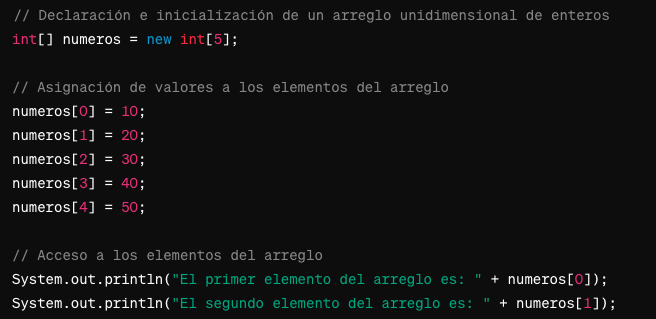 // Declaración e inicialización de un arreglo unidimensional de enteros
int[] numeros = new int[5];
// Asignación de valores a los elementos del arreglo
numeros[0] = 10;
numeros[1] = 20;
numeros[2] = 30;
numeros[3] = 40;
numeros[4] = 50;
// Acceso a los elementos del arreglo
System.out.println("El primer elemento del arreglo es: " + numeros[0]);
System.out.println("El segundo elemento del arreglo es: " + numeros[1]);